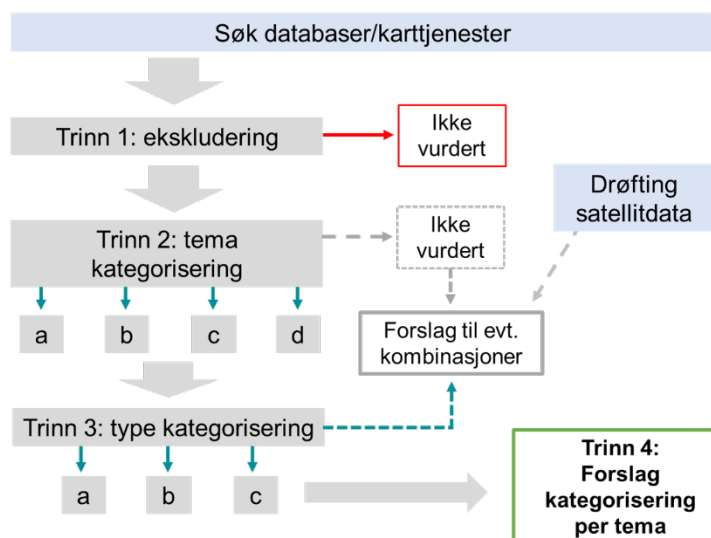 Søk databaser/karttjenester
Trinn 1: ekskludering
Ikke
vurdert
Drøfting
satellitdata
Trinn 2: tema
kategorisering
Ikke
vurdert
a
b
c
d
Forslag til evt.
kombinasjoner
Trinn 3: type kategorisering
a
b
c
Trinn 4:
Forslag
kategorisering
per tema